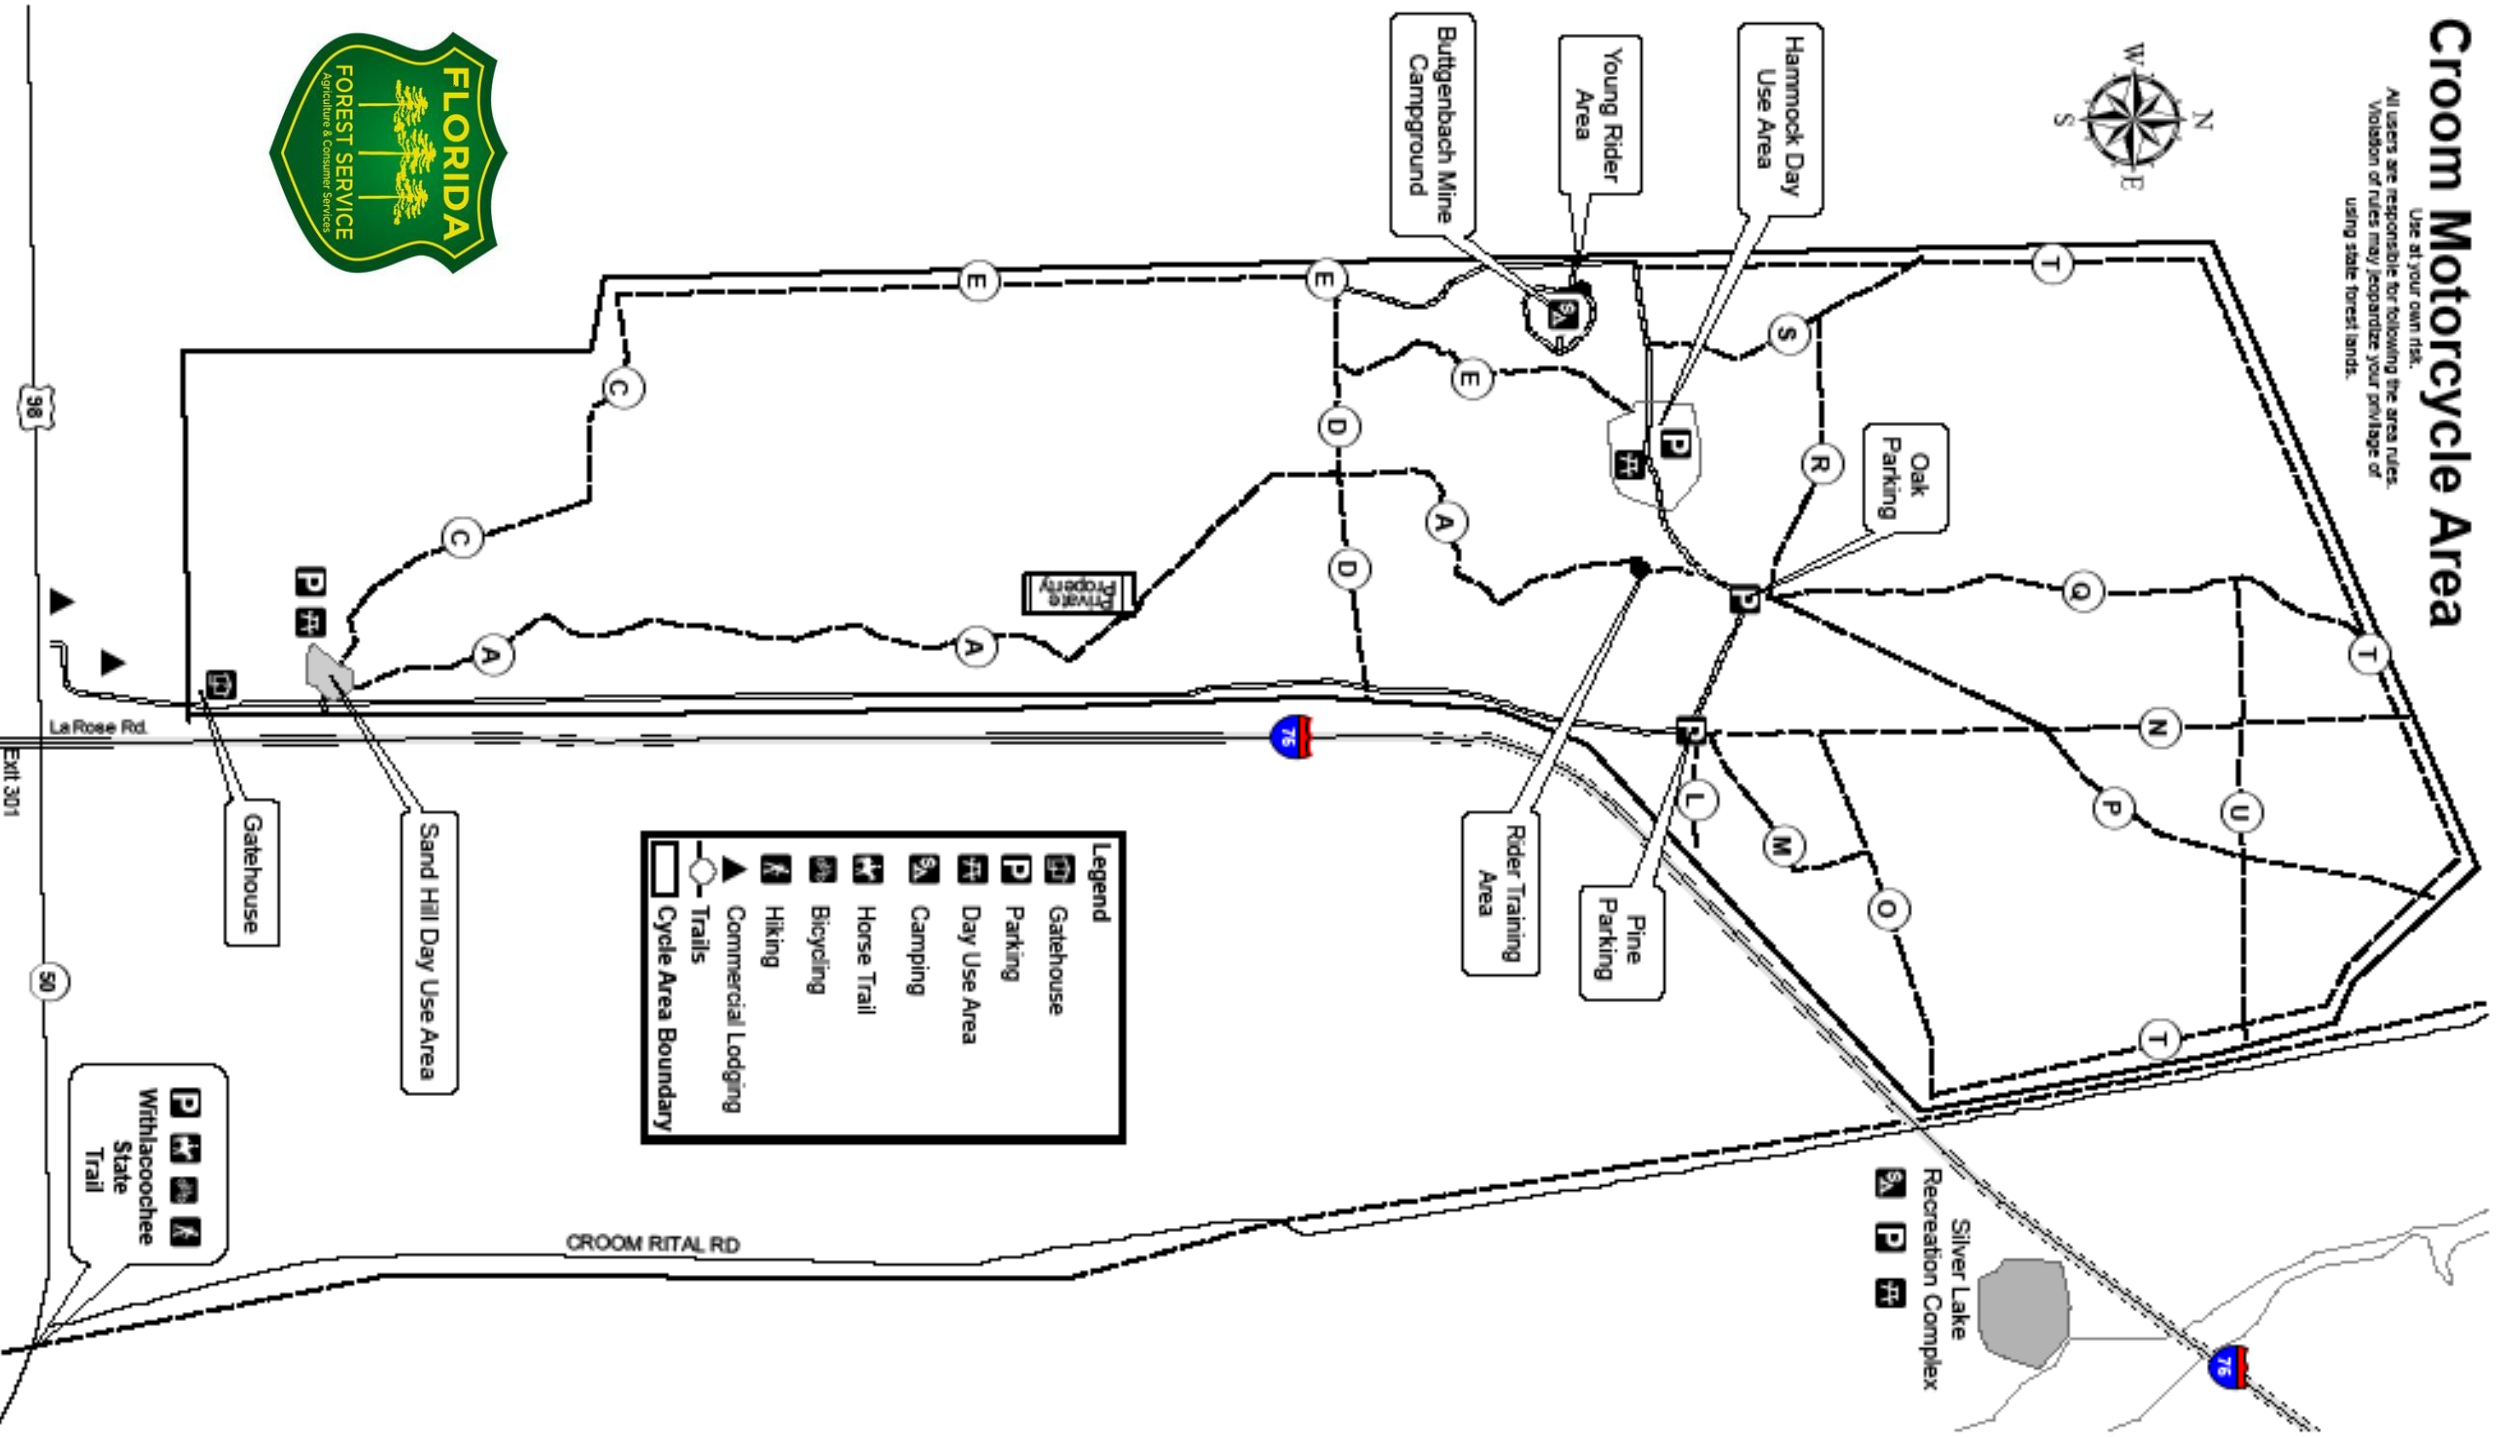 Croom Motorcycle Area
Use at your own risk.
All users are responsible for following the area rules.
Violation of rules may jeopardize your privilage of
using state forest lands.
N
W
E
S
T
75
U
N
T
P
Q
T
Silver Lake
Recreation Complex
P
Oak
Parking
O
R
S
M
Hammock Day
Use Area
P
L
P
P
Pine
Parking
Young Rider
Area
Rider Training
Area
E
A
Buttgenbach Mine
Campground
D
D
E
75
Private
Property
Legend
Gatehouse
Parking
Day Use Area
Camping
Horse Trail
Bicycling
Hiking
Commercial Lodging
Trails
Cycle Area Boundary
E
A
CROOM RITAL RD
C
A
C
FLORIDA
FOREST SERVICE
Agriculture & Consumer Services
Sand Hill Day Use Area
P
Gatehouse
P
Withlacoochee
State
Trail
La Rose Rd.
98
50
Exit 301